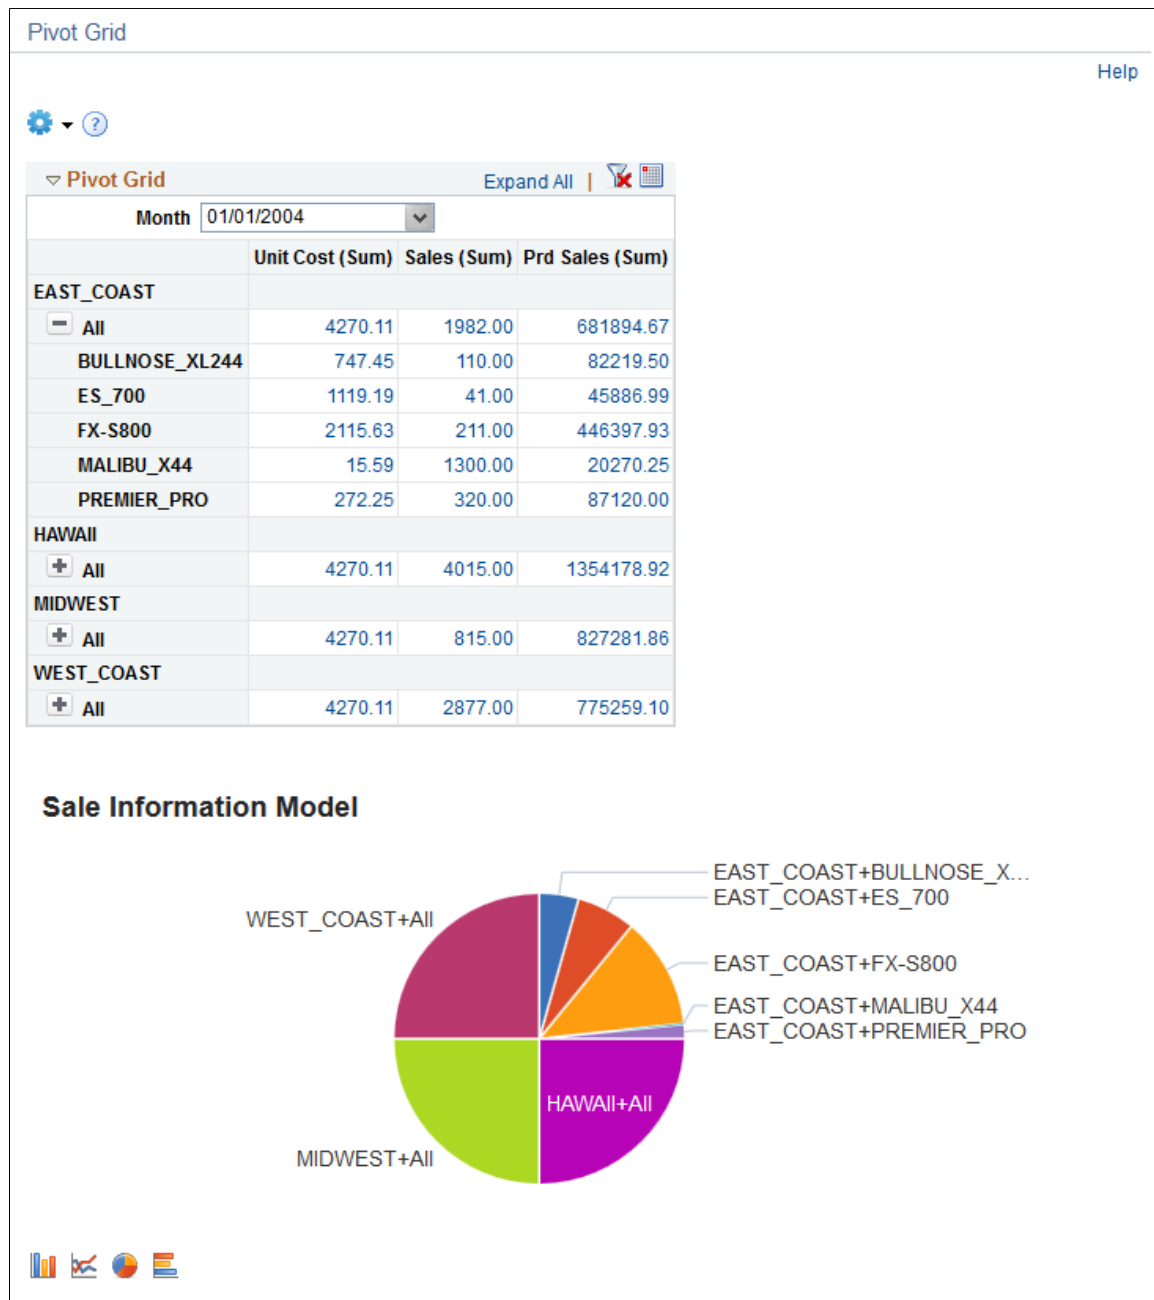 Pivot Grid
Help
Pivot Grid Expand All |
Month 01/01/2004
Unit Cost (Sum) Sales (Sum) Prd Sales (Sum)
EAST_COAST
All 4270.11 1982.00 681894.67
BULLNOSE_XL244 747.45 110.00 82219.50
ES_700 1119.19 41.00 45886.99
FX-S800 2115.63 211.00 446397.93
MALIBU_X44 15.59 1300.00 20270.25
PREMIER_PRO 272.25 320.00 87120.00
HAWAII
All 4270.11 4015.00 1354178.92
MIDWEST
All 4270.11 815.00 827281.86
WEST_COAST
All 4270.11 2877.00 775259.10
Sale Information Model
EAST_COAST+BULLNOSE_X...
EAST_COAST+ES_700
WEST_COAST+All
EAST_COAST+FX-S800
EAST_COAST+MALIBU_X44
EAST_COAST+PREMIER_PRO
HAWAII+All
MIDWEST+All